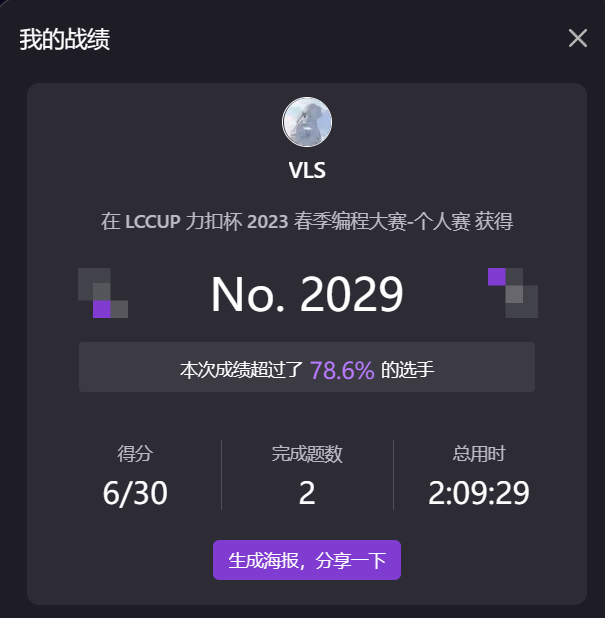 我的战绩
VLS
在 LCCUP 力扣杯 2023 春季编程大赛-个人赛 获得
No. 2029
本次成绩超过了 78.6% 的选手
得分 完成题数 总用时
6/30 2 2:09:29
生成海报，分享一下